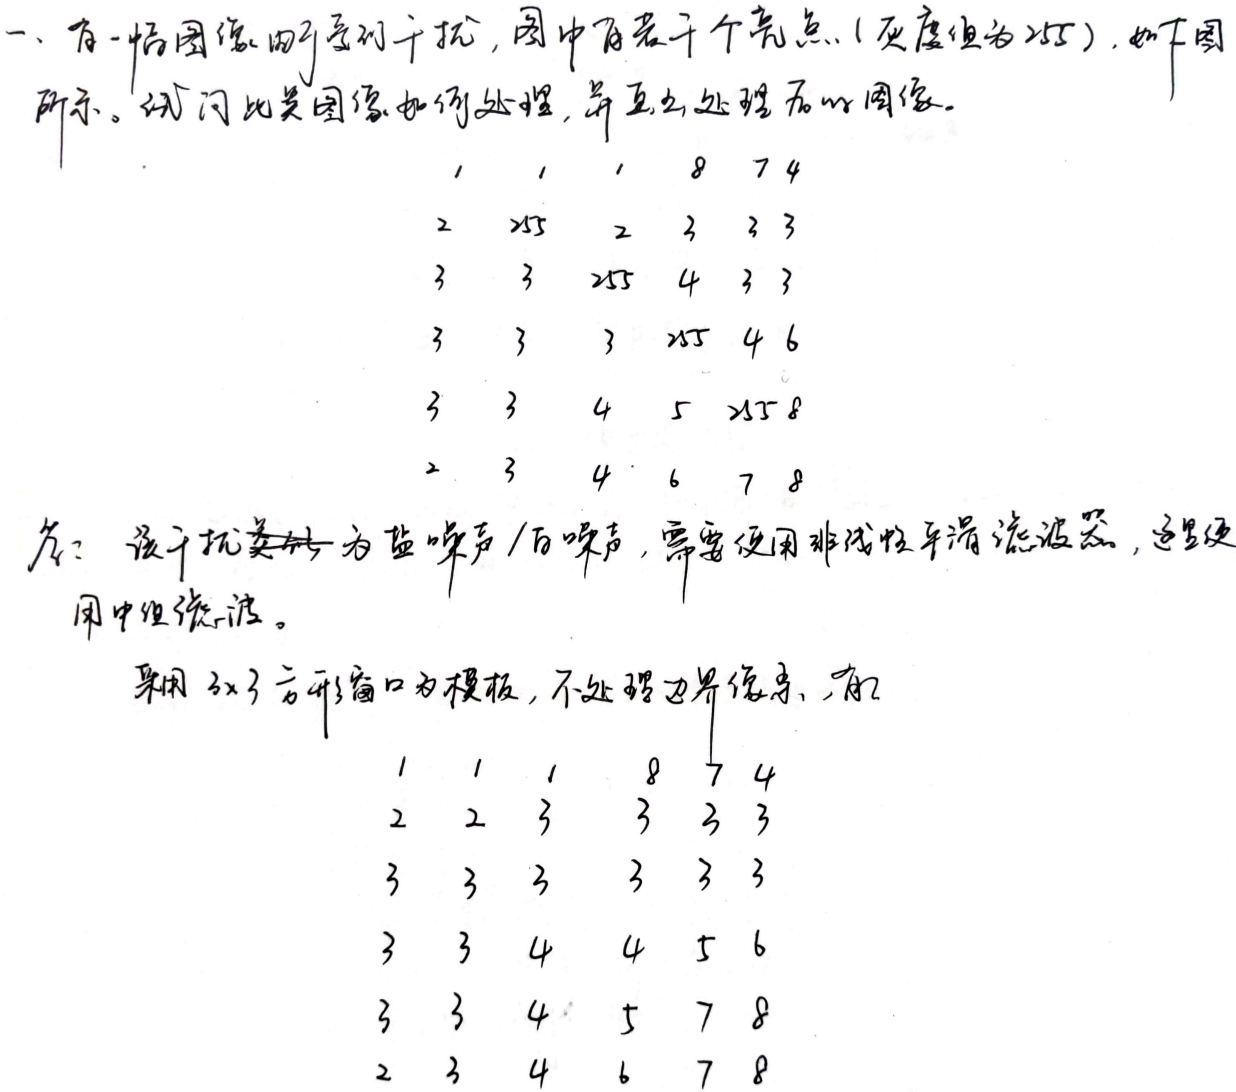 一、有一幅图像由于受到干扰,图中有若干个亮点(灰度值为255),如下图
所示。试问此类图像如何处理,并画出处理后的图像。
1 1 1 8 7 4
2 255 2 3 3 3
3 3 255 4 3 3
3 3 3 255 4 6
3 3 4 5 255 8
2 3 4 6 7 8
答: 该干扰为盐噪声/白噪声,需要使用非线性平滑滤波器,这里使
用中值滤波。
采用 3x3 方形窗口为模板,不处理边界像素,有:
1 1 1 8 7 4
2 2 3 3 3 3
3 3 3 3 3 3
3 3 4 4 5 6
3 3 4 5 7 8
2 3 4 6 7 8